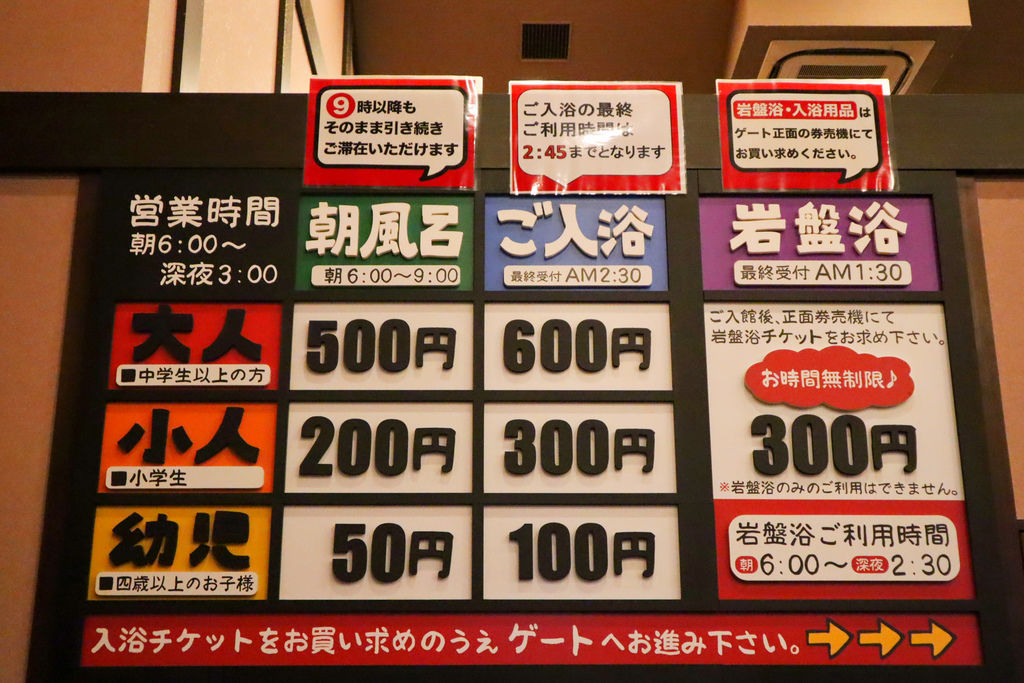 9時以降も
そのまま引き続き
ご滞在いただけます
ご入浴の最終
ご利用時間は
2:45までとなります
岩盤浴・入浴用品は
ゲート正面の券売機にて
お買い求めください。
営業時間
朝6:00〜
深夜3:00
朝風呂
朝6:00〜9:00
ご入浴
最終受付AM2:30
岩盤浴
最終受付AM1:30
大人
■中学生以上の方
500円
600円
小人
■小学生
200円
300円
幼児
■四歳以上のお子様
50円
100円
ご入館後、正面券売機にて
岩盤浴チケットをお求め下さい。
お時間無制限♪
300円
※岩盤浴のみのご利用はできません。
岩盤浴ご利用時間
朝6:00〜深夜2:30
入浴チケットをお買い求めのうえゲートへお進み下さい。⇨⇨⇨